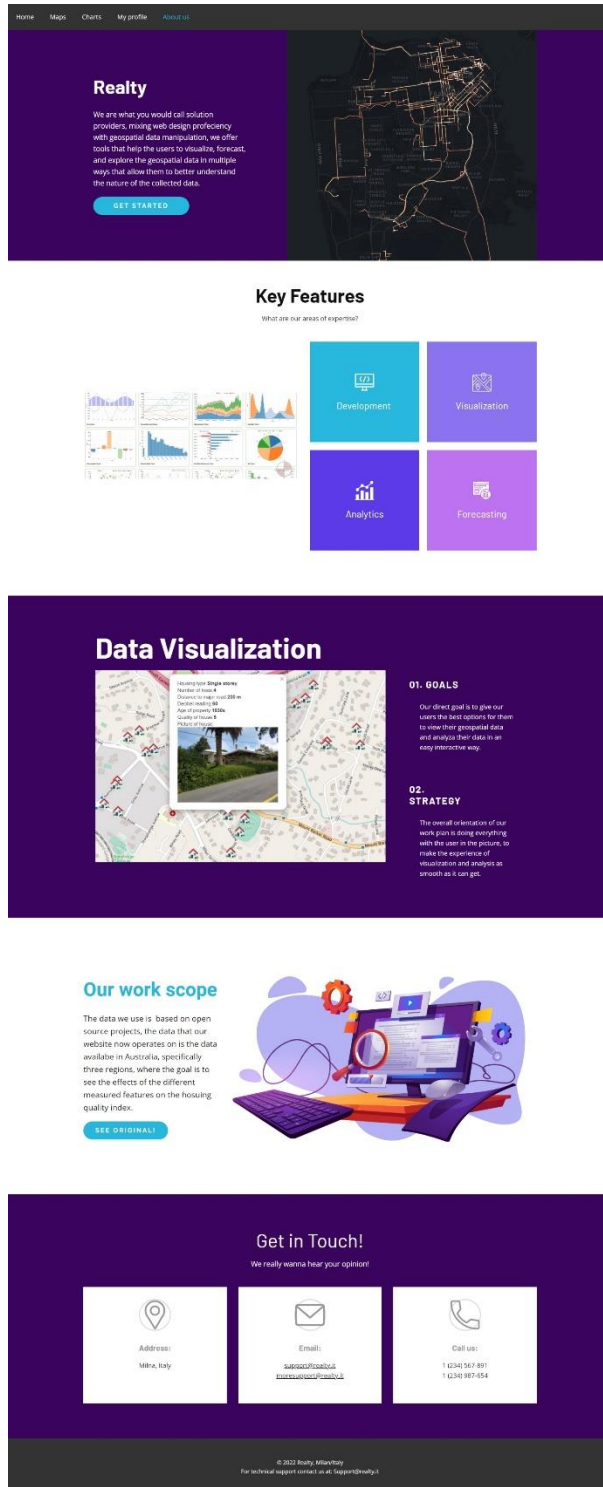 Home Maps Charts My profile About us
Realty
We are what you would call solution
providers, mixing web design profeciency
with geospatial data manipulation, we offer
tools that help the users to visualize, forecast,
and explore the geospatial data in multiple
ways that allow them to better understand
the nature of the collected data.
GET STARTED
Key Features
What are our areas of expertise?
Development
Visualization
Analytics
Forecasting
Data Visualization
Housing type Single storey
Number of trees 4
Distance to major road 200 m
Decibel reading 60
Age of property 1930s
Quality of house 8
Picture of house:
01. GOALS
Our direct goal is to give our
users the best options for them
to view their geospatial data
and analyza their data in an
easy interactive way.
02.
STRATEGY
The overall orientation of our
work plan is doing everything
with the user in the picture, to
make the experience of
visualization and analysis as
smooth as it can get.
Our work scope
The data we use is based on open
source projects, the data that our
website now operates on is the data
availabe in Australia, specifically
three regions, where the goal is to
see the effects of the different
measured features on the hosuing
quality index.
SEE ORIGINAL!
Get in Touch!
We really wanna hear your opinion!
Address:
Milna, Italy
Email:
support@realty.it
moresupport@realty.it
Call us:
1 (234) 567-891
1 (234) 987-654
© 2022 Realty, Milan/Italy
For technical support contact us at: Support@realty.it